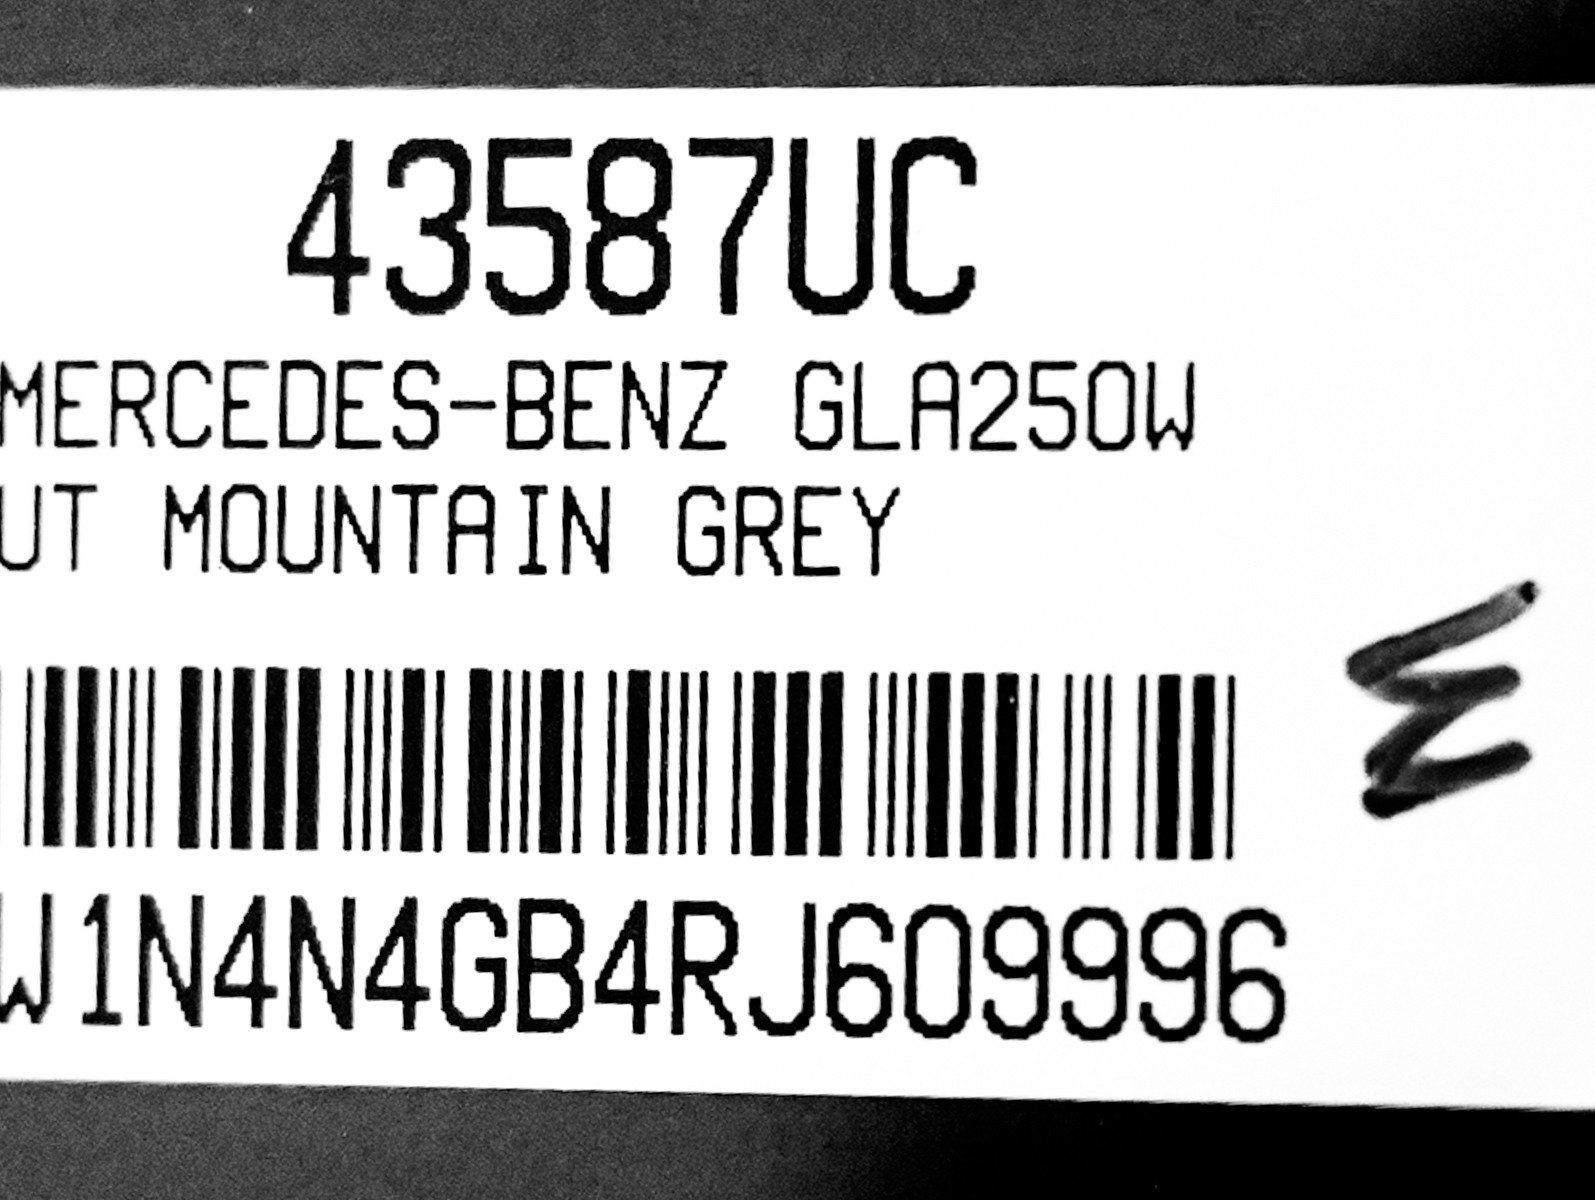 43587UC
MERCEDES-BENZ GLA250W
UT MOUNTAIN GREY
W1N4N4GB4RJ609996